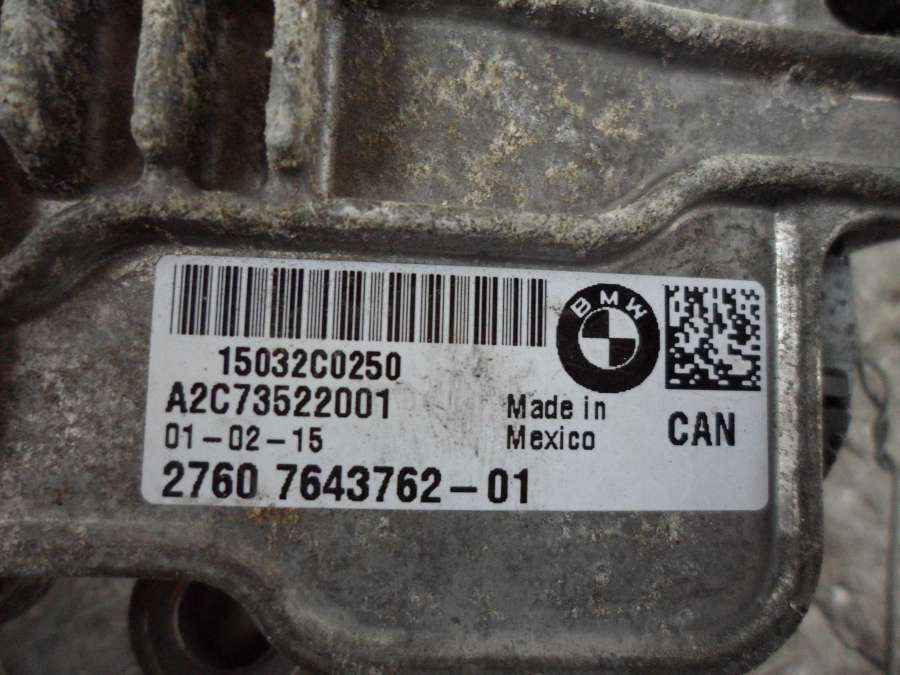 BMW
15032C0250
A2C73522001
01-02-15
Made in
Mexico
CAN
2760 7643762-01